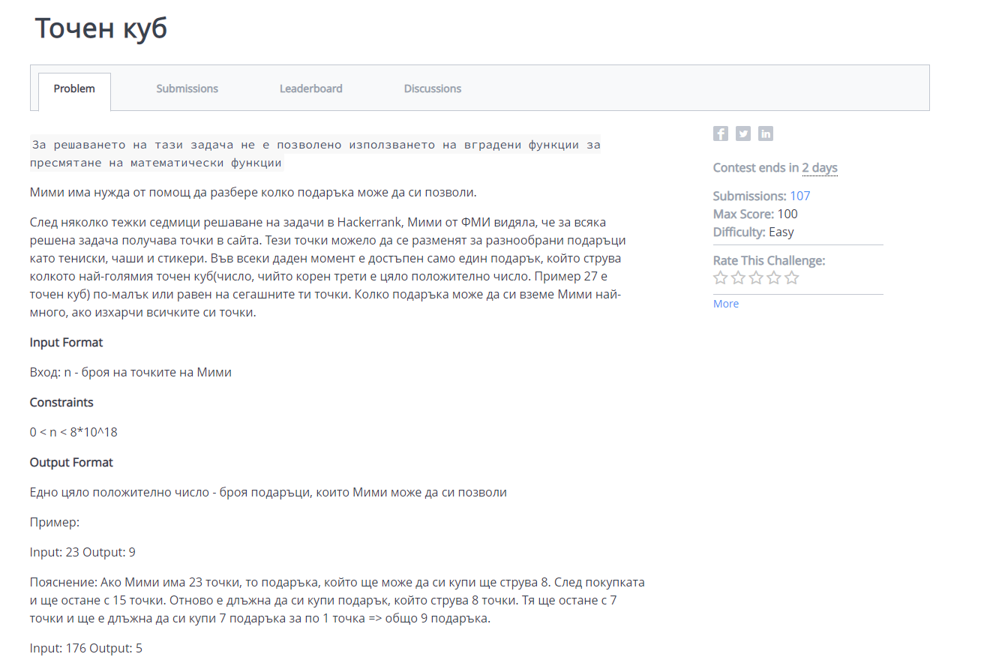 Точен куб
Problem
Submissions
Leaderboard
Discussions
За решаването на тази задача не е позволено използването на вградени функции за
пресмятане на математически функции
Мими има нужда от помощ да разбере колко подаръка може да си позволи.
След няколко тежки седмици решаване на задачи в Hackerrank, Мими от ФМИ видяла, че за всяка
решена задача получава точки в сайта. Тези точки можело да се разменят за разнообрани подаръци
като тениски, чаши и стикери. Във всеки даден момент е достъпен само един подарък, който струва
колкото най-голямия точен куб(число, чийто корен трети е цяло положително число. Пример 27 е
точен куб) по-малък или равен на сегашните ти точки. Колко подаръка може да си вземе Мими най-
много, ако изхарчи всичките си точки.
Input Format
Вход: n - броя на точките на Мими
Constraints
0 < n < 8*10^18
Output Format
Едно цяло положително число - броя подаръци, които Мими може да си позволи
Пример:
Input: 23 Output: 9
Пояснение: Ако Мими има 23 точки, то подаръка, който ще може да си купи ще струва 8. След покупката
и ще остане с 15 точки. Отново е длъжна да си купи подарък, който струва 8 точки. Тя ще остане с 7
точки и ще е длъжна да си купи 7 подаръка за по 1 точка => общо 9 подаръка.
Input: 176 Output: 5
Contest ends in 2 days
Submissions: 107
Max Score: 100
Difficulty: Easy
Rate This Challenge:
More